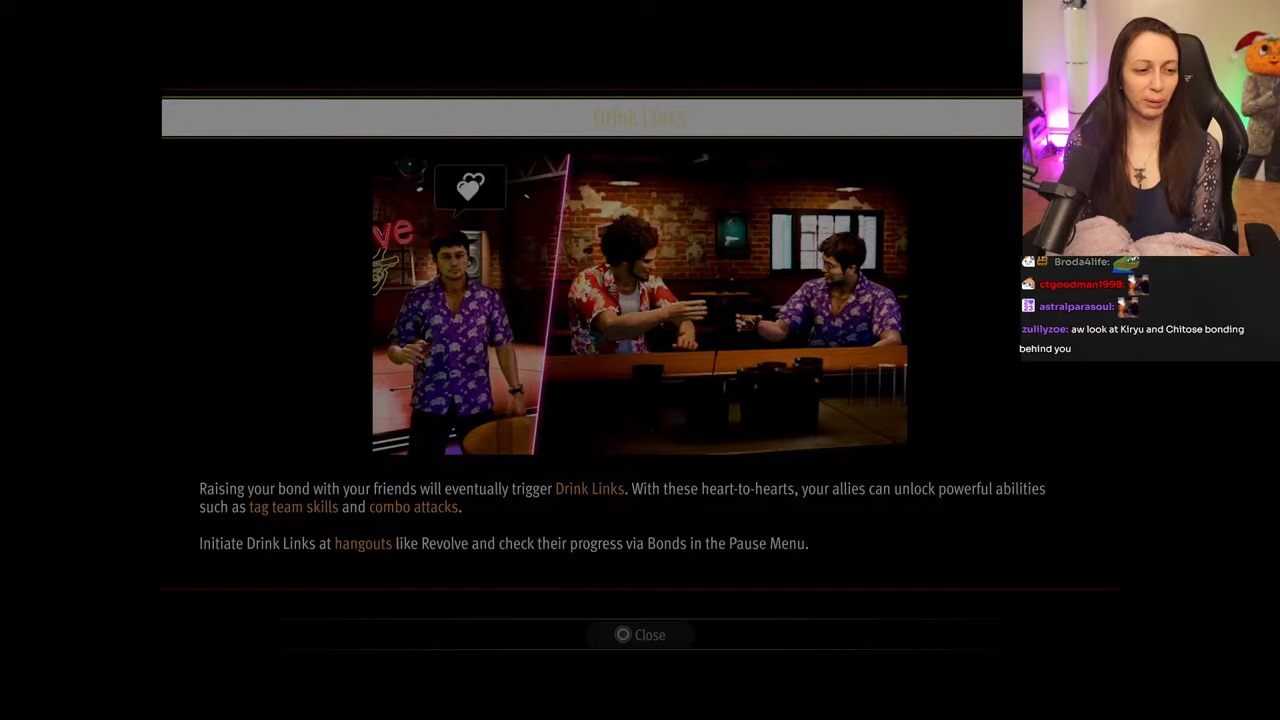 Drink Links
ye
Raising your bond with your friends will eventually trigger Drink Links. With these heart-to-hearts, your allies can unlock powerful abilities
such as tag team skills and combo attacks.
Initiate Drink Links at hangouts like Revolve and check their progress via Bonds in the Pause Menu.
Close
Broda4life:
ctgoodman1998:
astralparasoul:
zulilyzoe: aw look at Kiryu and Chitose bonding
behind you